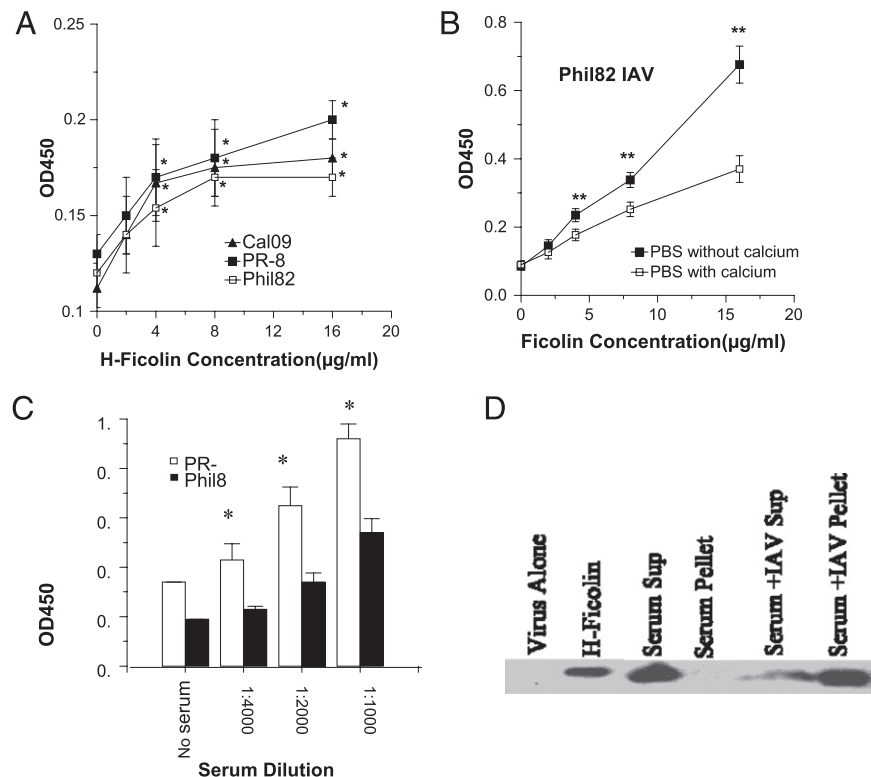 A
0.25
0.2
0.15
0.1
OD450
*
*
*
*
*
*
*
*
*
Cal09
PR-8
Phil82
0
4
8
12
16
20
H-Ficolin Concentration(µg/ml)
B
0.8
0.6
0.4
0.2
0.0
OD450
Phil82 IAV
**
**
**
PBS without calcium
PBS with calcium
0
5
10
15
20
Ficolin Concentration(µg/ml)
C
1.
0.
0.
0.
0.
0.
OD450
PR-
Phil8
*
*
*
No serum
1:4000
1:2000
1:1000
Serum Dilution
D
Virus Alone
H-Ficolin
Serum Sup
Serum Pellet
Serum +IAV Sup
Serum +IAV Pellet